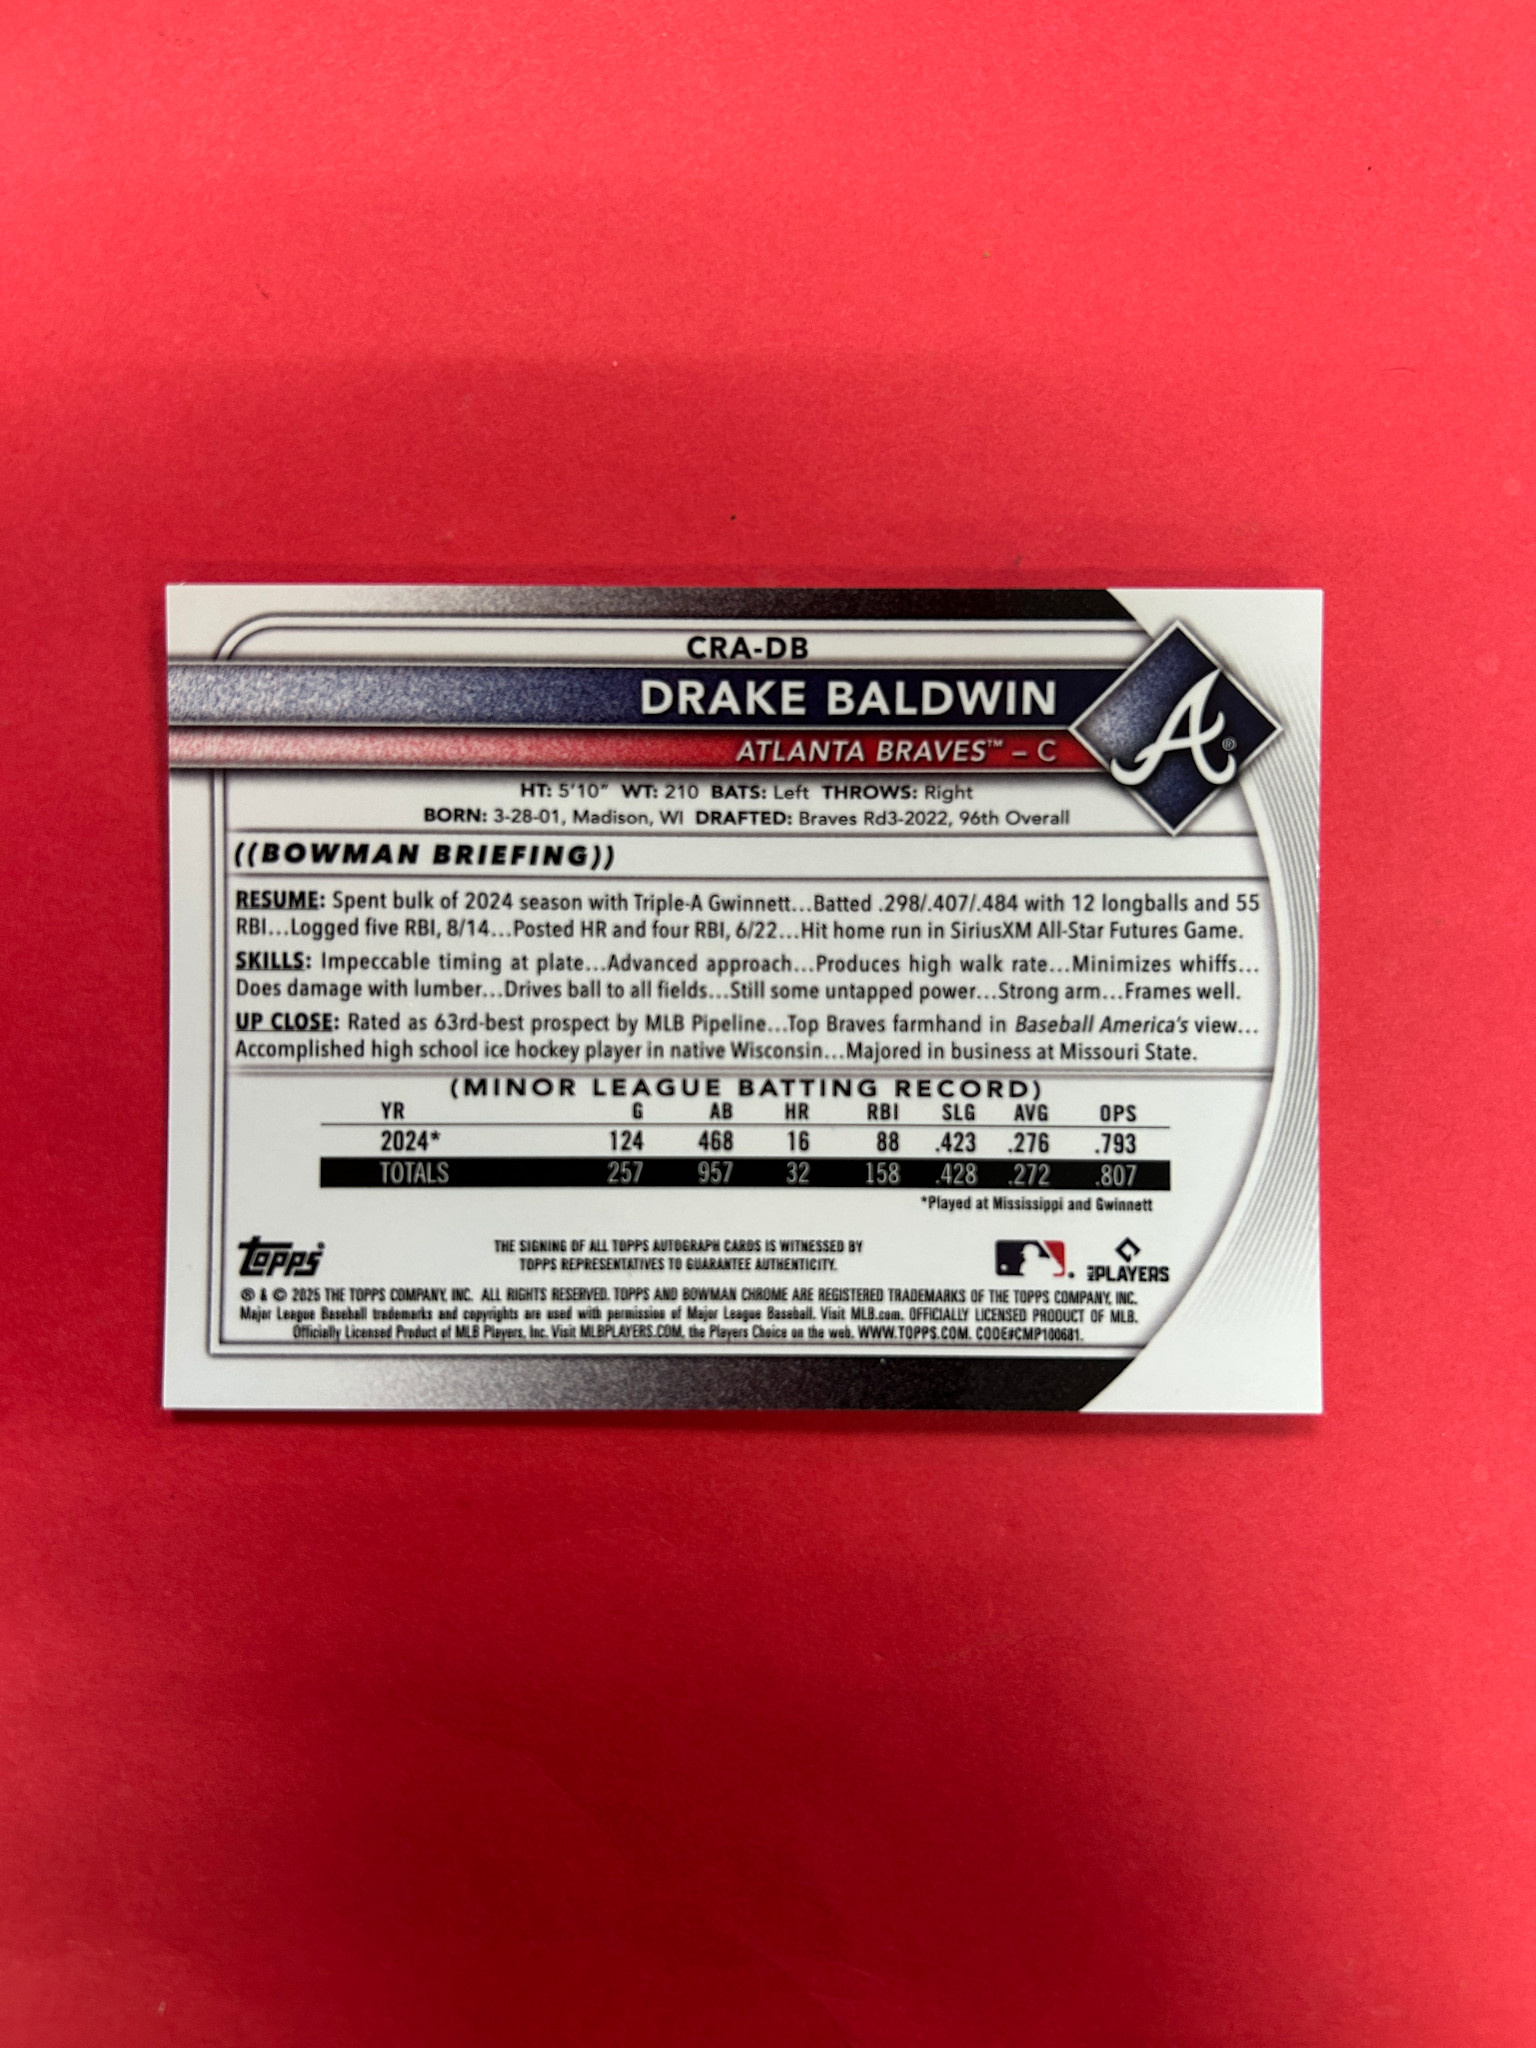 CRA-DB
DRAKE BALDWIN
ATLANTA BRAVES™ – C
A®
HT: 5'10" WT: 210 BATS: Left THROWS: Right
BORN: 3-28-01, Madison, WI DRAFTED: Braves Rd3-2022, 96th Overall
((BOWMAN BRIEFING))
RESUME: Spent bulk of 2024 season with Triple-A Gwinnett...Batted .298/.407/.484 with 12 longballs and 55
RBI...Logged five RBI, 8/14...Posted HR and four RBI, 6/22...Hit home run in SiriusXM All-Star Futures Game.
SKILLS: Impeccable timing at plate...Advanced approach...Produces high walk rate...Minimizes whiffs...
Does damage with lumber...Drives ball to all fields...Still some untapped power...Strong arm...Frames well.
UP CLOSE: Rated as 63rd-best prospect by MLB Pipeline...Top Braves farmhand in Baseball America's view...
Accomplished high school ice hockey player in native Wisconsin...Majored in business at Missouri State.
(MINOR LEAGUE BATTING RECORD)
YR G AB HR RBI SLG AVG OPS
2024* 124 468 16 88 .423 .276 .793
TOTALS 257 957 32 158 .428 .272 .807
*Played at Mississippi and Gwinnett
Topps
THE SIGNING OF ALL TOPPS AUTOGRAPH CARDS IS WITNESSED BY
TOPPS REPRESENTATIVES TO GUARANTEE AUTHENTICITY.
MLB PLAYERS
® & © 2025 THE TOPPS COMPANY, INC. ALL RIGHTS RESERVED. TOPPS AND BOWMAN CHROME ARE REGISTERED TRADEMARKS OF THE TOPPS COMPANY, INC.
Major League Baseball trademarks and copyrights are used with permission of Major League Baseball. Visit MLB.com. OFFICIALLY LICENSED PRODUCT OF MLB.
Officially Licensed Product of MLB Players, Inc. Visit MLBPLAYERS.COM, the Players Choice on the web. WWW.TOPPS.COM. CODE#CMP100681.